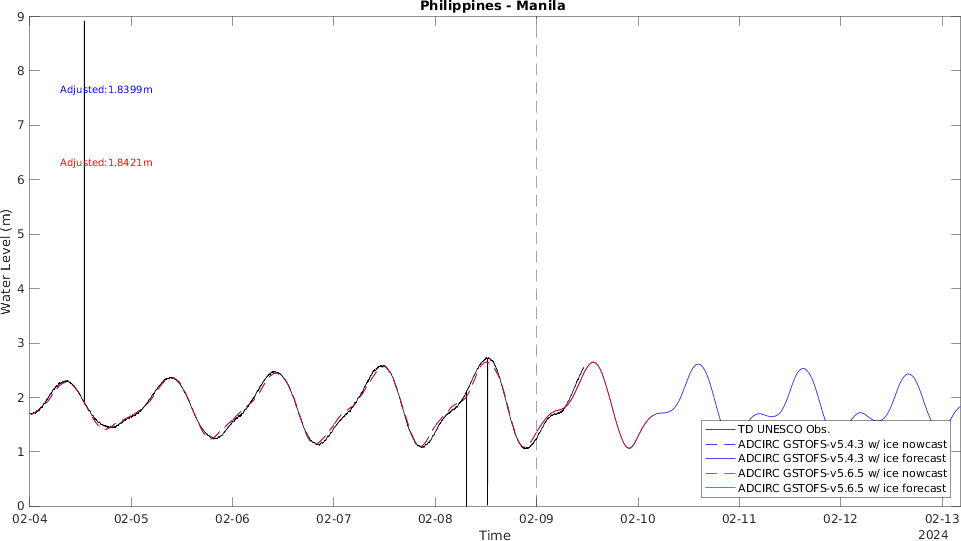 Philippines - Manila
9
8
Adjusted:1.8399m
7
Adjusted:1.8421m
6
5
Water Level (m)
4
3
2
1
0
TD UNESCO Obs.
ADCIRC GSTOFS-v5.4.3 w/ ice nowcast
ADCIRC GSTOFS-v5.4.3 w/ ice forecast
ADCIRC GSTOFS-v5.6.5 w/ ice nowcast
ADCIRC GSTOFS-v5.6.5 w/ ice forecast
02-04 02-05 02-06 02-07 02-08 02-09 02-10 02-11 02-12 02-13
Time
2024